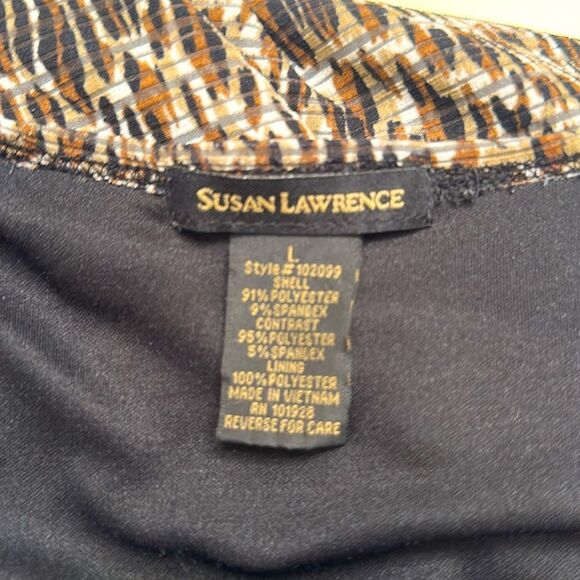 SUSAN LAWRENCE
L
Style# 102099
SHELL
91% POLYESTER
9% SPANDEX
CONTRAST
95% POLYESTER
5% SPANDEX
LINING
100% POLYESTER
MADE IN VIETNAM
RN 101928
REVERSE FOR CARE